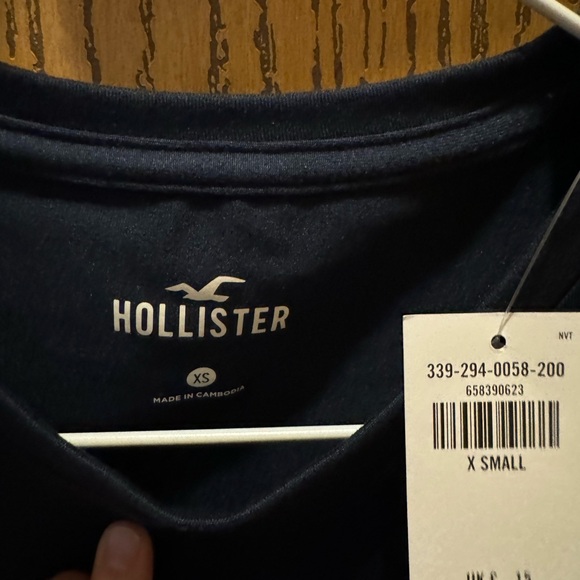 HOLLISTER
XS
MADE IN CAMBODIA
NVT
339-294-0058-200
658390623
X SMALL